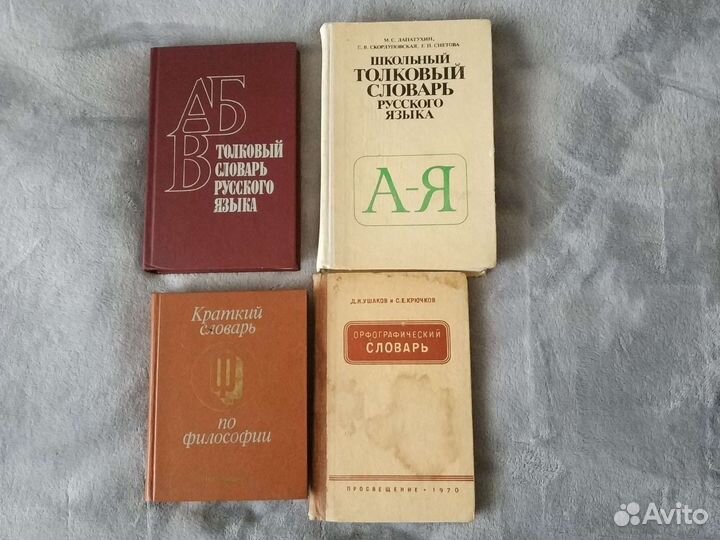 АБВ
ТОЛКОВЫЙ
СЛОВАРЬ
РУССКОГО
ЯЗЫКА
М. С. ЛАПАТУХИН,
Е. В. СКОРЛУПОВСКАЯ, Г. П. СНЕТОВА
ШКОЛЬНЫЙ
ТОЛКОВЫЙ
СЛОВАРЬ
РУССКОГО
ЯЗЫКА
А-Я
Краткий
словарь
по
философии
Д.Н.УШАКОВ и С.Е.КРЮЧКОВ
ОРФОГРАФИЧЕСКИЙ
СЛОВАРЬ
ПРОСВЕЩЕНИЕ • 1970
Avito